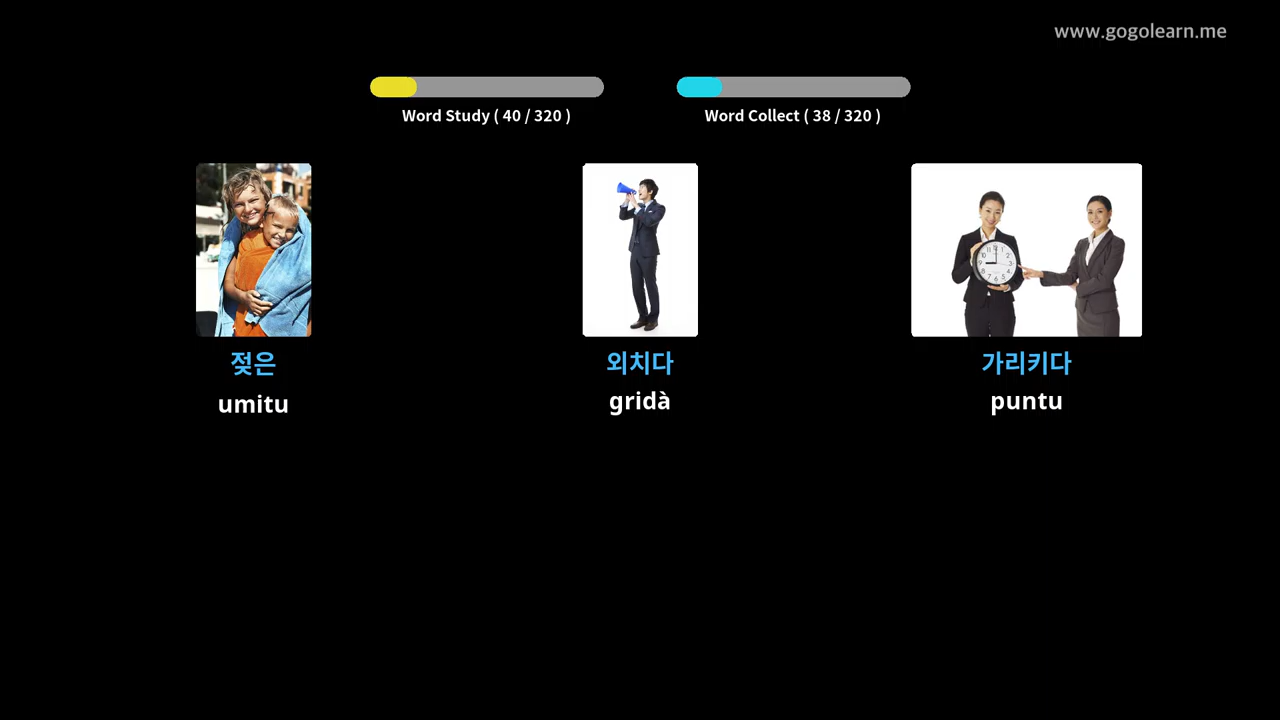 www.gogolearn.me
Word Study ( 40 / 320 )
Word Collect ( 38 / 320 )
젖은
외치다
가리키다
umitu
gridà
puntu